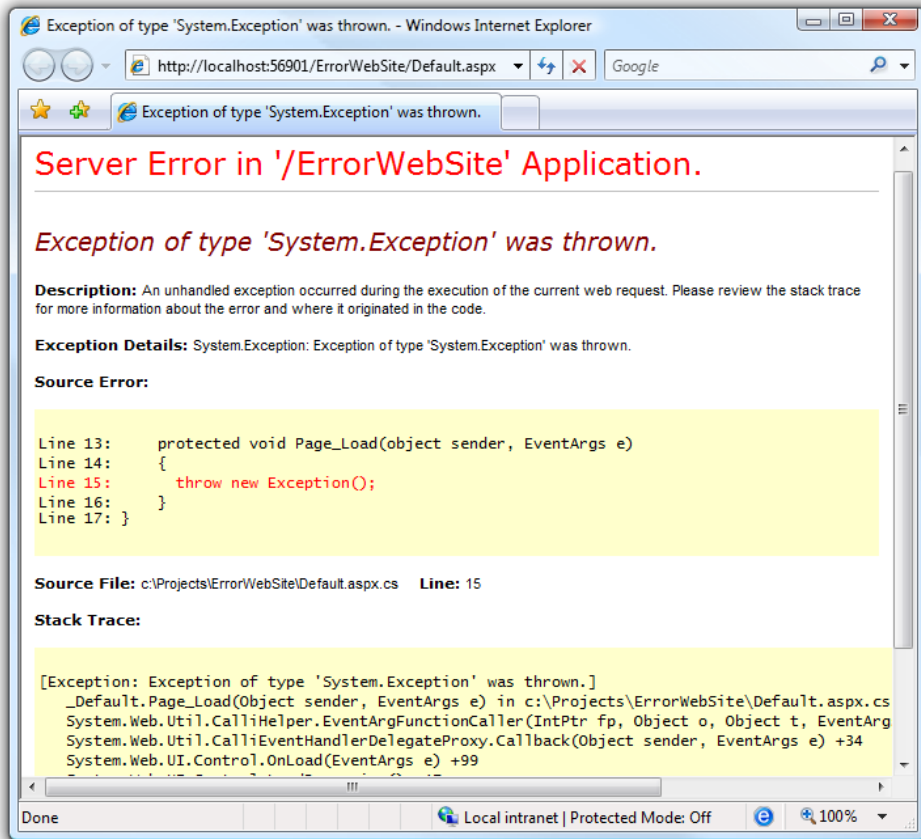 Exception of type 'System.Exception' was thrown. - Windows Internet Explorer
http://localhost:56901/ErrorWebSite/Default.aspx Google
Exception of type 'System.Exception' was thrown.
Server Error in '/ErrorWebSite' Application.
Exception of type 'System.Exception' was thrown.
Description: An unhandled exception occurred during the execution of the current web request. Please review the stack trace
for more information about the error and where it originated in the code.
Exception Details: System.Exception: Exception of type 'System.Exception' was thrown.
Source Error:
Line 13:     protected void Page_Load(object sender, EventArgs e)
Line 14:     {
Line 15:       throw new Exception();
Line 16:     }
Line 17: }
Source File: c:\Projects\ErrorWebSite\Default.aspx.cs    Line: 15
Stack Trace:
[Exception: Exception of type 'System.Exception' was thrown.]
   _Default.Page_Load(Object sender, EventArgs e) in c:\Projects\ErrorWebSite\Default.aspx.cs
   System.Web.Util.CalliHelper.EventArgFunctionCaller(IntPtr fp, Object o, Object t, EventArg
   System.Web.Util.CalliEventHandlerDelegateProxy.Callback(Object sender, EventArgs e) +34
   System.Web.UI.Control.OnLoad(EventArgs e) +99
Done Local intranet | Protected Mode: Off 100%